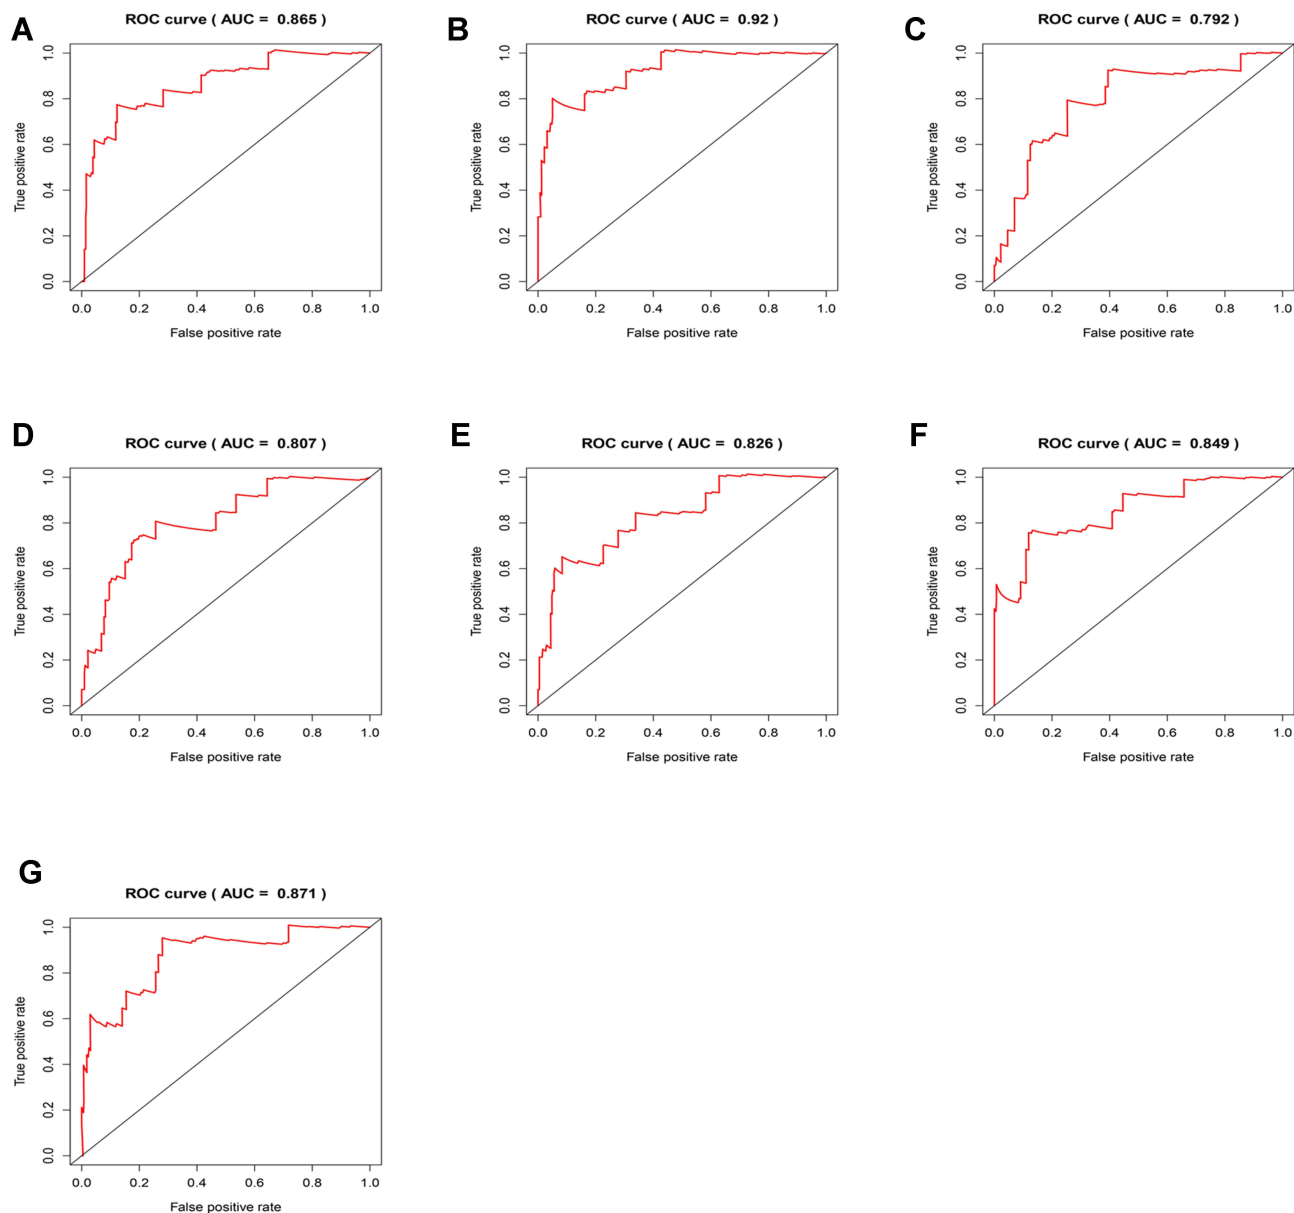 A
ROC curve ( AUC = 0.865 )
True positive rate
0.0 0.2 0.4 0.6 0.8 1.0
0.0 0.2 0.4 0.6 0.8 1.0
False positive rate
B
ROC curve ( AUC = 0.92 )
True positive rate
0.0 0.2 0.4 0.6 0.8 1.0
0.0 0.2 0.4 0.6 0.8 1.0
False positive rate
C
ROC curve ( AUC = 0.792 )
True positive rate
0.0 0.2 0.4 0.6 0.8 1.0
0.0 0.2 0.4 0.6 0.8 1.0
False positive rate
D
ROC curve ( AUC = 0.807 )
True positive rate
0.0 0.2 0.4 0.6 0.8 1.0
0.0 0.2 0.4 0.6 0.8 1.0
False positive rate
E
ROC curve ( AUC = 0.826 )
True positive rate
0.0 0.2 0.4 0.6 0.8 1.0
0.0 0.2 0.4 0.6 0.8 1.0
False positive rate
F
ROC curve ( AUC = 0.849 )
True positive rate
0.0 0.2 0.4 0.6 0.8 1.0
0.0 0.2 0.4 0.6 0.8 1.0
False positive rate
G
ROC curve ( AUC = 0.871 )
True positive rate
0.0 0.2 0.4 0.6 0.8 1.0
0.0 0.2 0.4 0.6 0.8 1.0
False positive rate